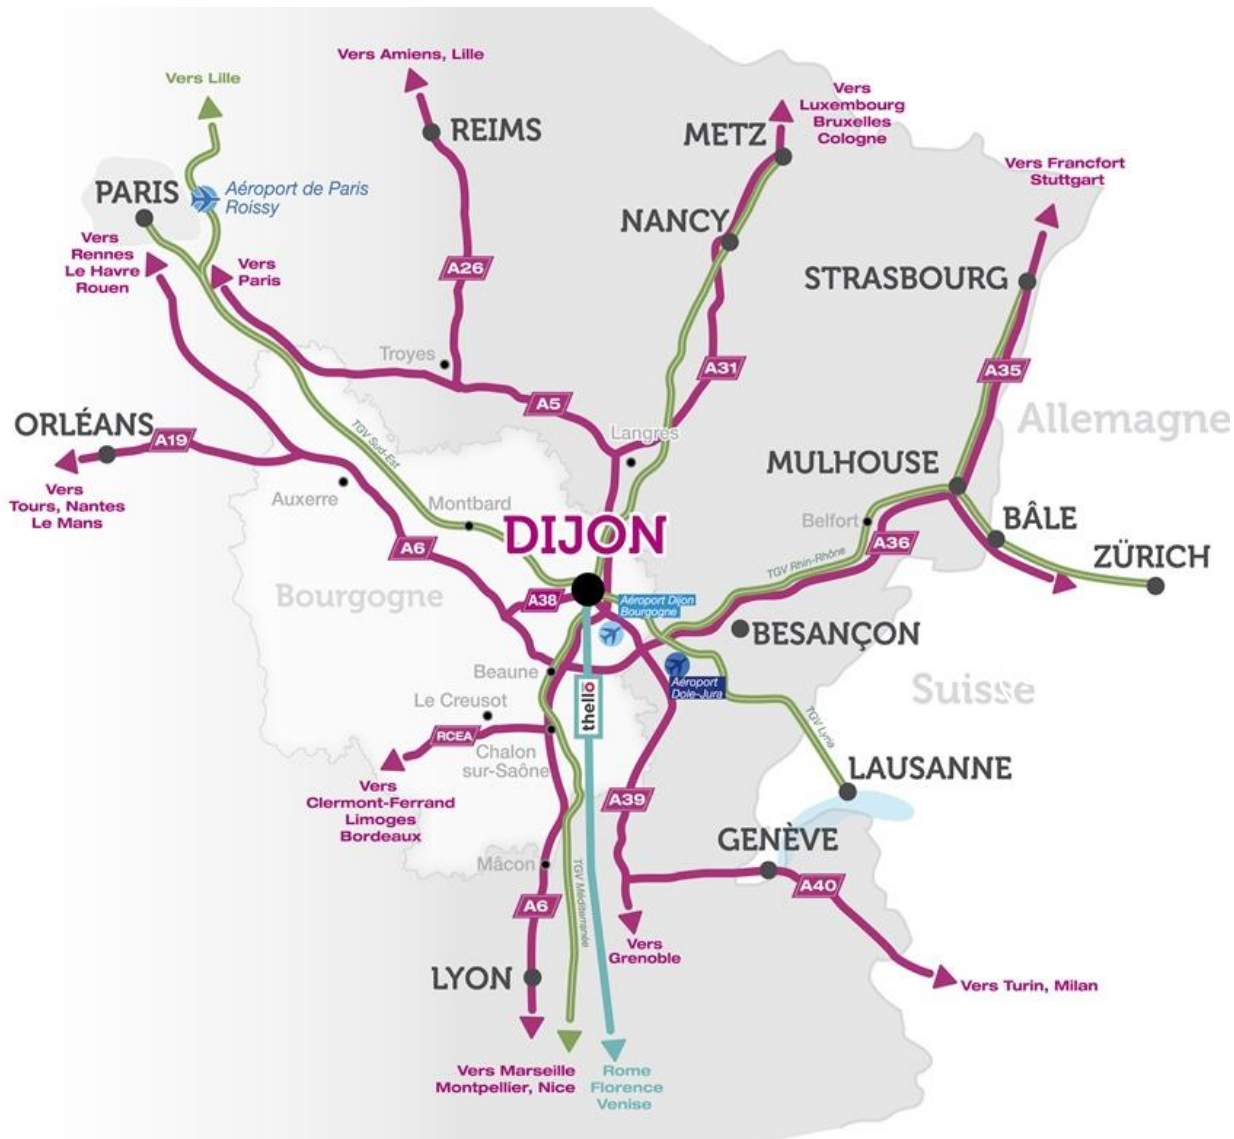 Vers Amiens, Lille
Vers Lille
Vers
Luxembourg
Bruxelles
Cologne
REIMS
METZ
Vers Francfort
Stuttgart
PARIS
Aéroport de Paris
Roissy
NANCY
Vers
Rennes
Le Havre
Rouen
Vers
Paris
A26
STRASBOURG
Troyes
A31
A35
A5
ORLÉANS
A19
Langres
Allemagne
TGV Sud-Est
MULHOUSE
Vers
Tours, Nantes
Le Mans
Auxerre
Montbard
DIJON
Belfort
BÂLE
A6
A36
ZÜRICH
TGV Rhin-Rhône
Bourgogne
A38
Aéroport Dijon
Bourgogne
BESANÇON
Beaune
Aéroport
Dole-Jura
Suisse
Le Creusot
thello
TGV Lyria
RCEA
Chalon
sur-Saône
LAUSANNE
Vers
Clermont-Ferrand
Limoges
Bordeaux
A39
GENÈVE
Mâcon
TGV Méditerranée
A40
A6
Vers
Grenoble
LYON
Vers Turin, Milan
Vers Marseille
Montpellier, Nice
Rome
Florence
Venise